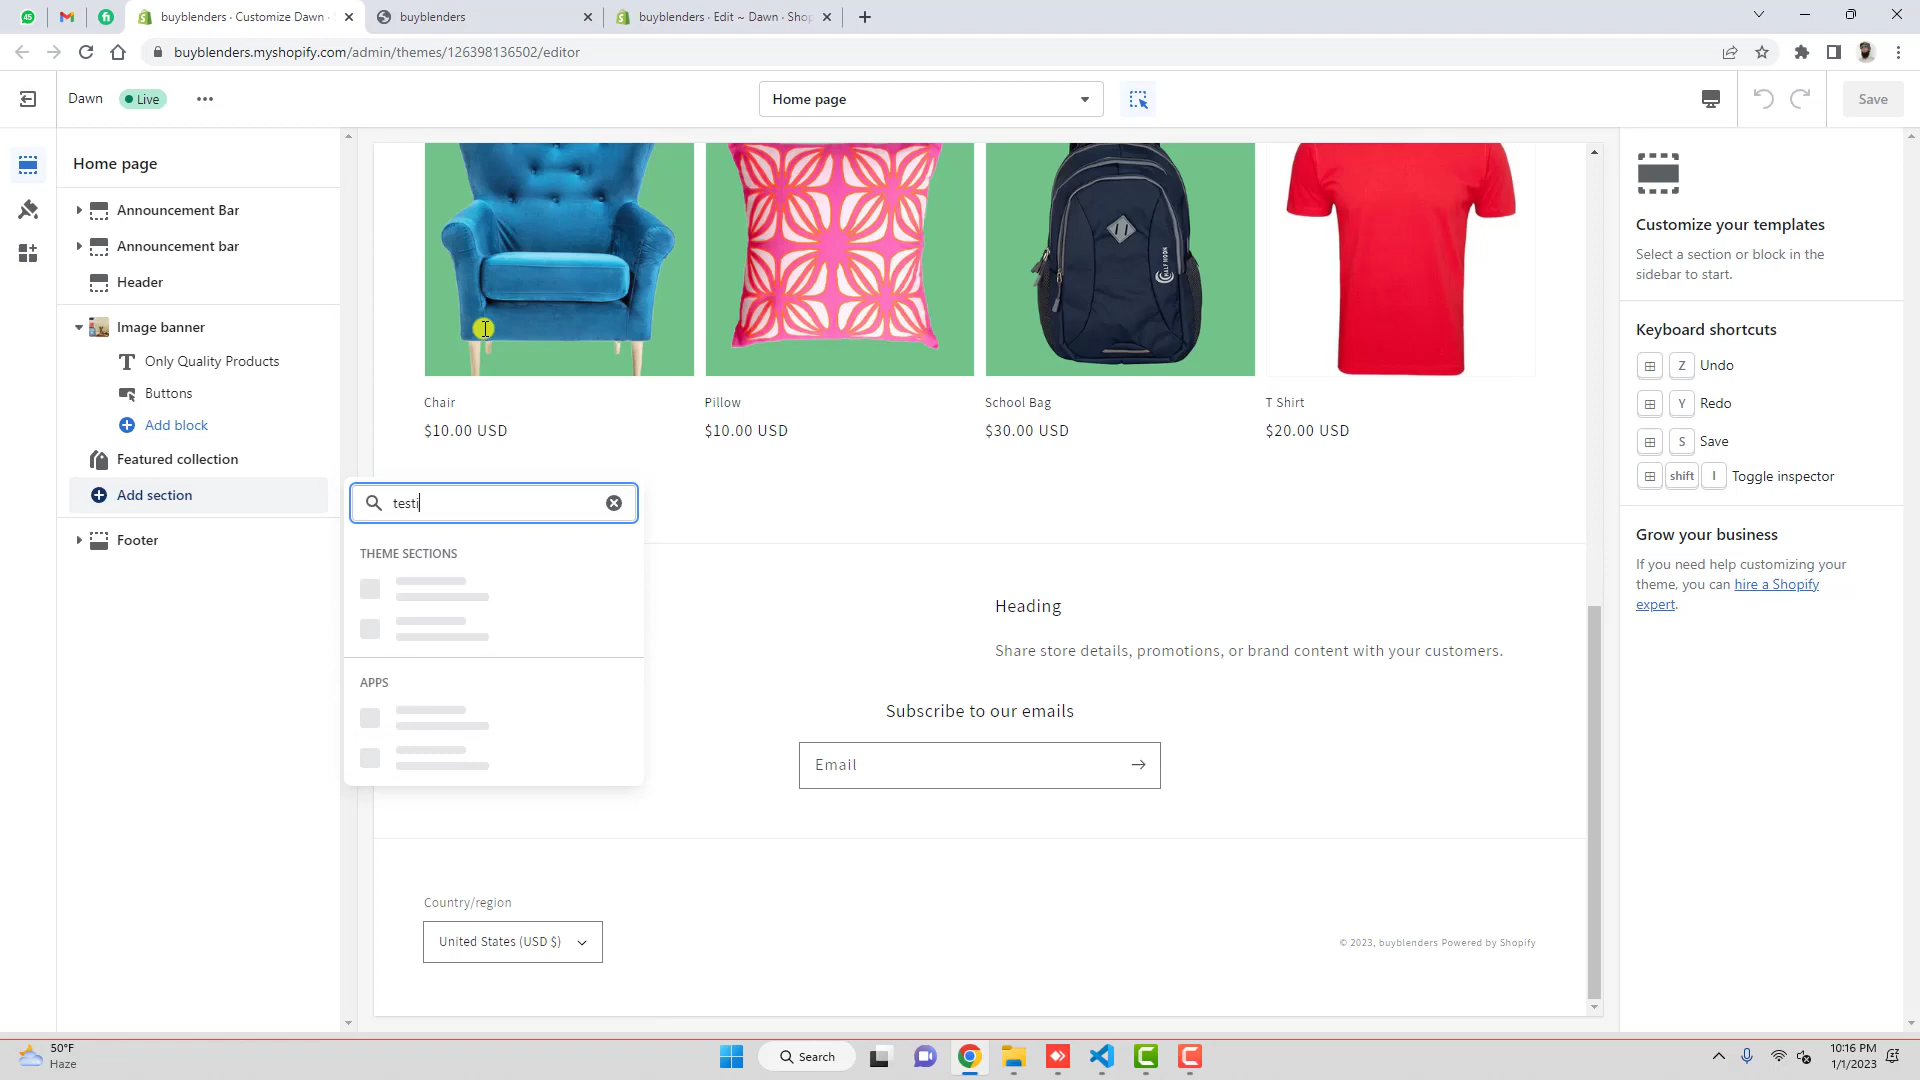 45
buyblenders · Customize Dawn ·
buyblenders
buyblenders · Edit ~ Dawn · Shop
buyblenders.myshopify.com/admin/themes/126398136502/editor
Dawn
Live
Home page
Save
Home page
Announcement Bar
Announcement bar
Header
Image banner
Only Quality Products
Buttons
Add block
Featured collection
Add section
Footer
testi
THEME SECTIONS
APPS
HALF MOON
Chair
$10.00 USD
Pillow
$10.00 USD
School Bag
$30.00 USD
T Shirt
$20.00 USD
Heading
Share store details, promotions, or brand content with your customers.
Subscribe to our emails
Email
Country/region
United States (USD $)
© 2023, buyblenders Powered by Shopify
Customize your templates
Select a section or block in the
sidebar to start.
Keyboard shortcuts
Z Undo
Y Redo
S Save
shift I Toggle inspector
Grow your business
If you need help customizing your
theme, you can hire a Shopify
expert.
50°F
Haze
Search
10:16 PM
1/1/2023